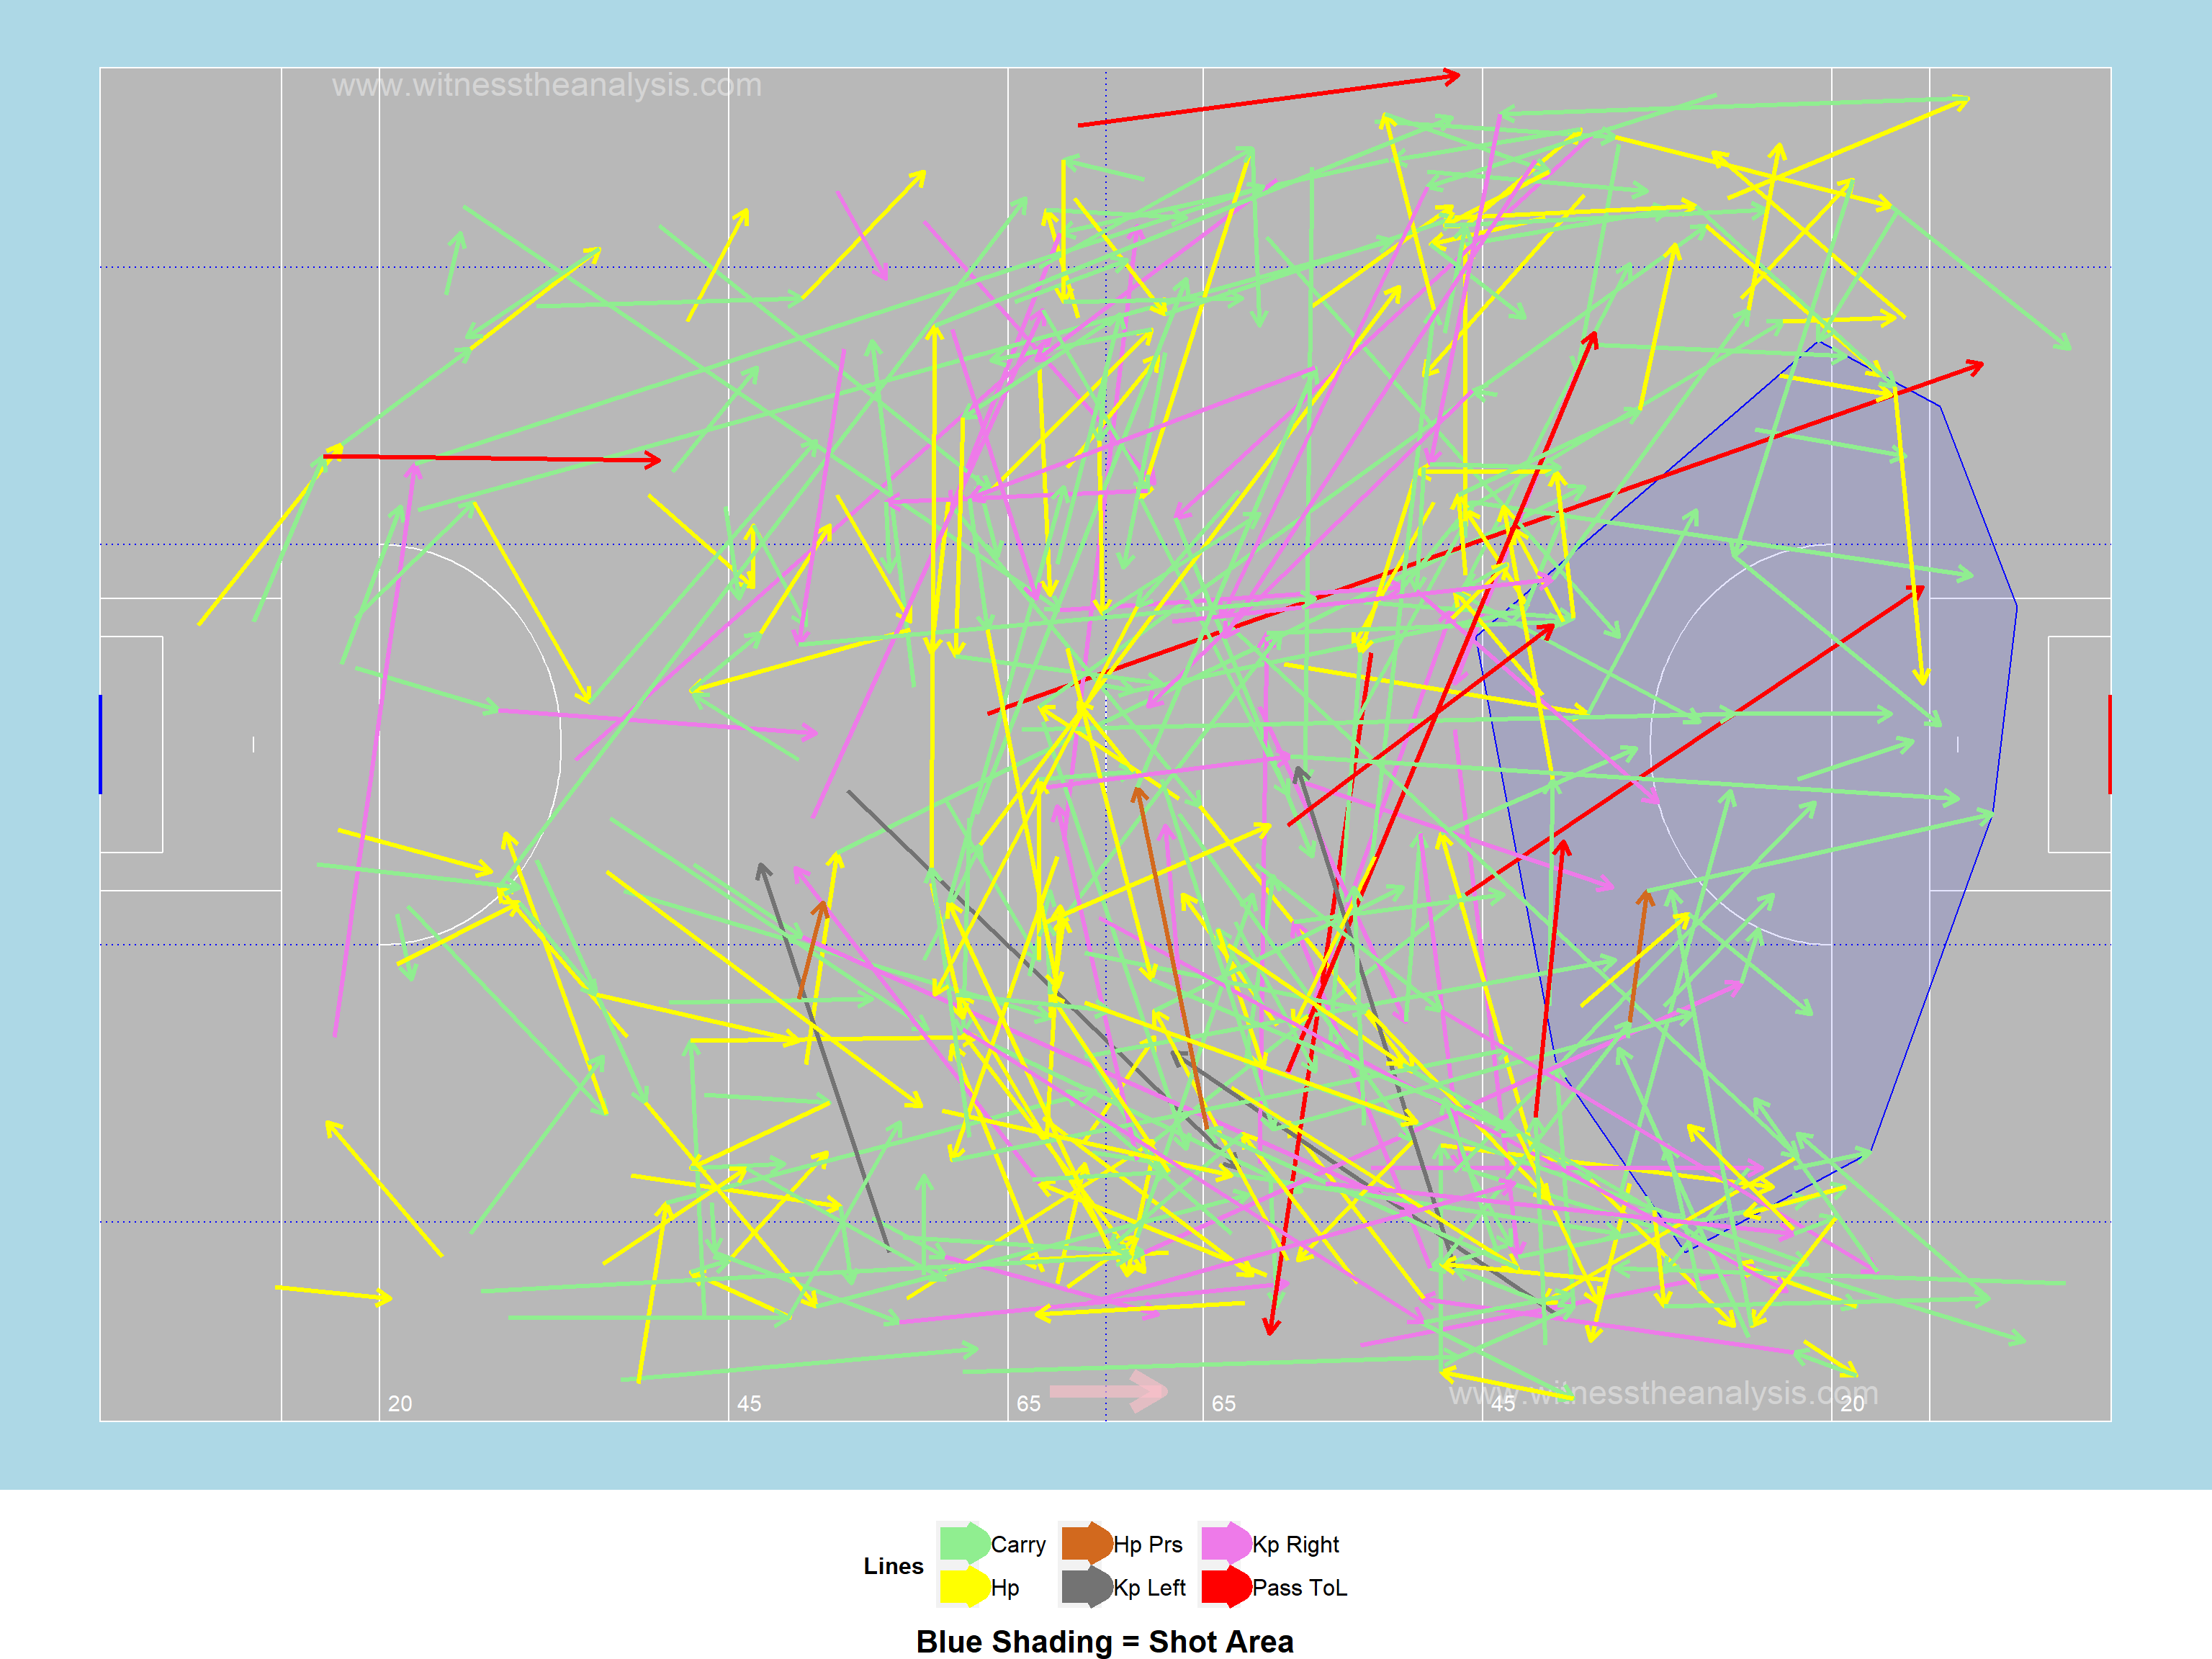 www.witnesstheanalysis.com
www.witnesstheanalysis.com
20 45 65 65 45 20
Lines
Carry Hp Prs Kp Right
Hp Kp Left Pass ToL
Blue Shading = Shot Area